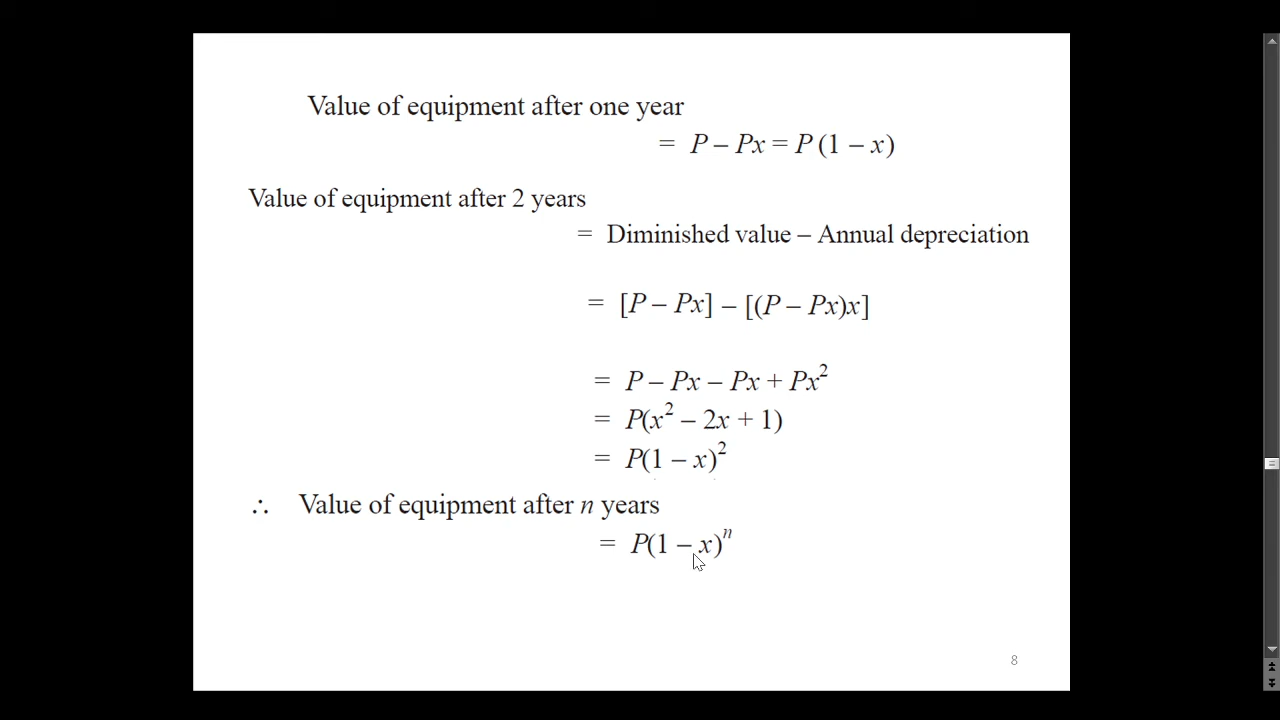 Value of equipment after one year
= P – Px = P (1 – x)
Value of equipment after 2 years
= Diminished value – Annual depreciation
= [P – Px] – [(P – Px)x]
= P – Px – Px + Px²
= P(x² – 2x + 1)
= P(1 – x)²
∴ Value of equipment after n years
= P(1 – x)ⁿ
8